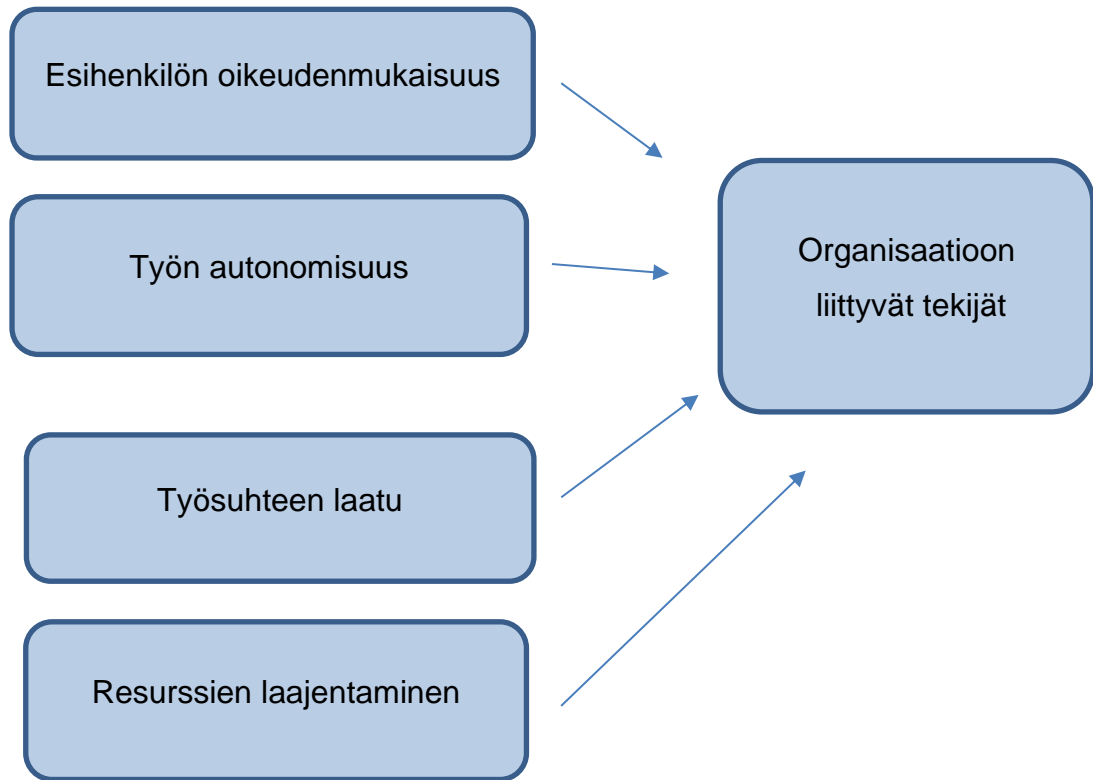 Esihenkilön oikeudenmukaisuus
Työn autonomisuus
Organisaatioon
liittyvät tekijät
Työsuhteen laatu
Resurssien laajentaminen